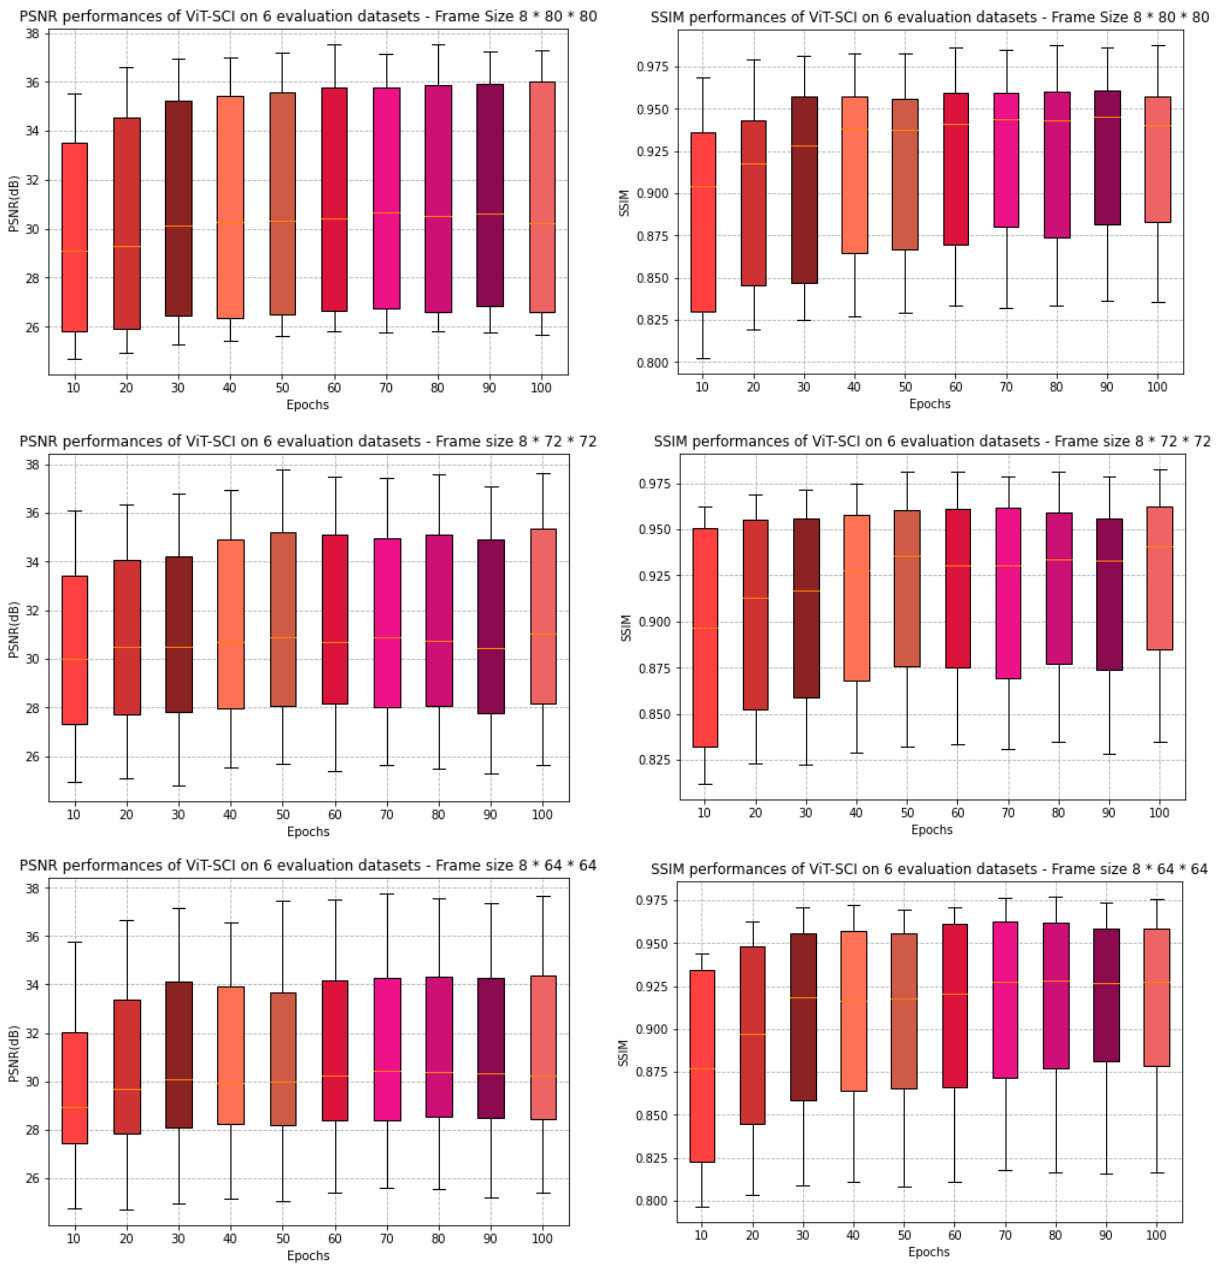 PSNR performances of ViT-SCI on 6 evaluation datasets - Frame Size 8 * 80 * 80
38
36
34
32
30
28
26
PSNR(dB)
10 20 30 40 50 60 70 80 90 100
Epochs
SSIM performances of ViT-SCI on 6 evaluation datasets - Frame Size 8 * 80 * 80
0.975
0.950
0.925
0.900
0.875
0.850
0.825
0.800
SSIM
10 20 30 40 50 60 70 80 90 100
Epochs
PSNR performances of ViT-SCI on 6 evaluation datasets - Frame size 8 * 72 * 72
38
36
34
32
30
28
26
PSNR(dB)
10 20 30 40 50 60 70 80 90 100
Epochs
SSIM performances of ViT-SCI on 6 evaluation datasets - Frame size 8 * 72 * 72
0.975
0.950
0.925
0.900
0.875
0.850
0.825
SSIM
10 20 30 40 50 60 70 80 90 100
Epochs
PSNR performances of ViT-SCI on 6 evaluation datasets - Frame size 8 * 64 * 64
38
36
34
32
30
28
26
PSNR(dB)
10 20 30 40 50 60 70 80 90 100
Epochs
SSIM performances of ViT-SCI on 6 evaluation datasets - Frame size 8 * 64 * 64
0.975
0.950
0.925
0.900
0.875
0.850
0.825
0.800
SSIM
10 20 30 40 50 60 70 80 90 100
Epochs